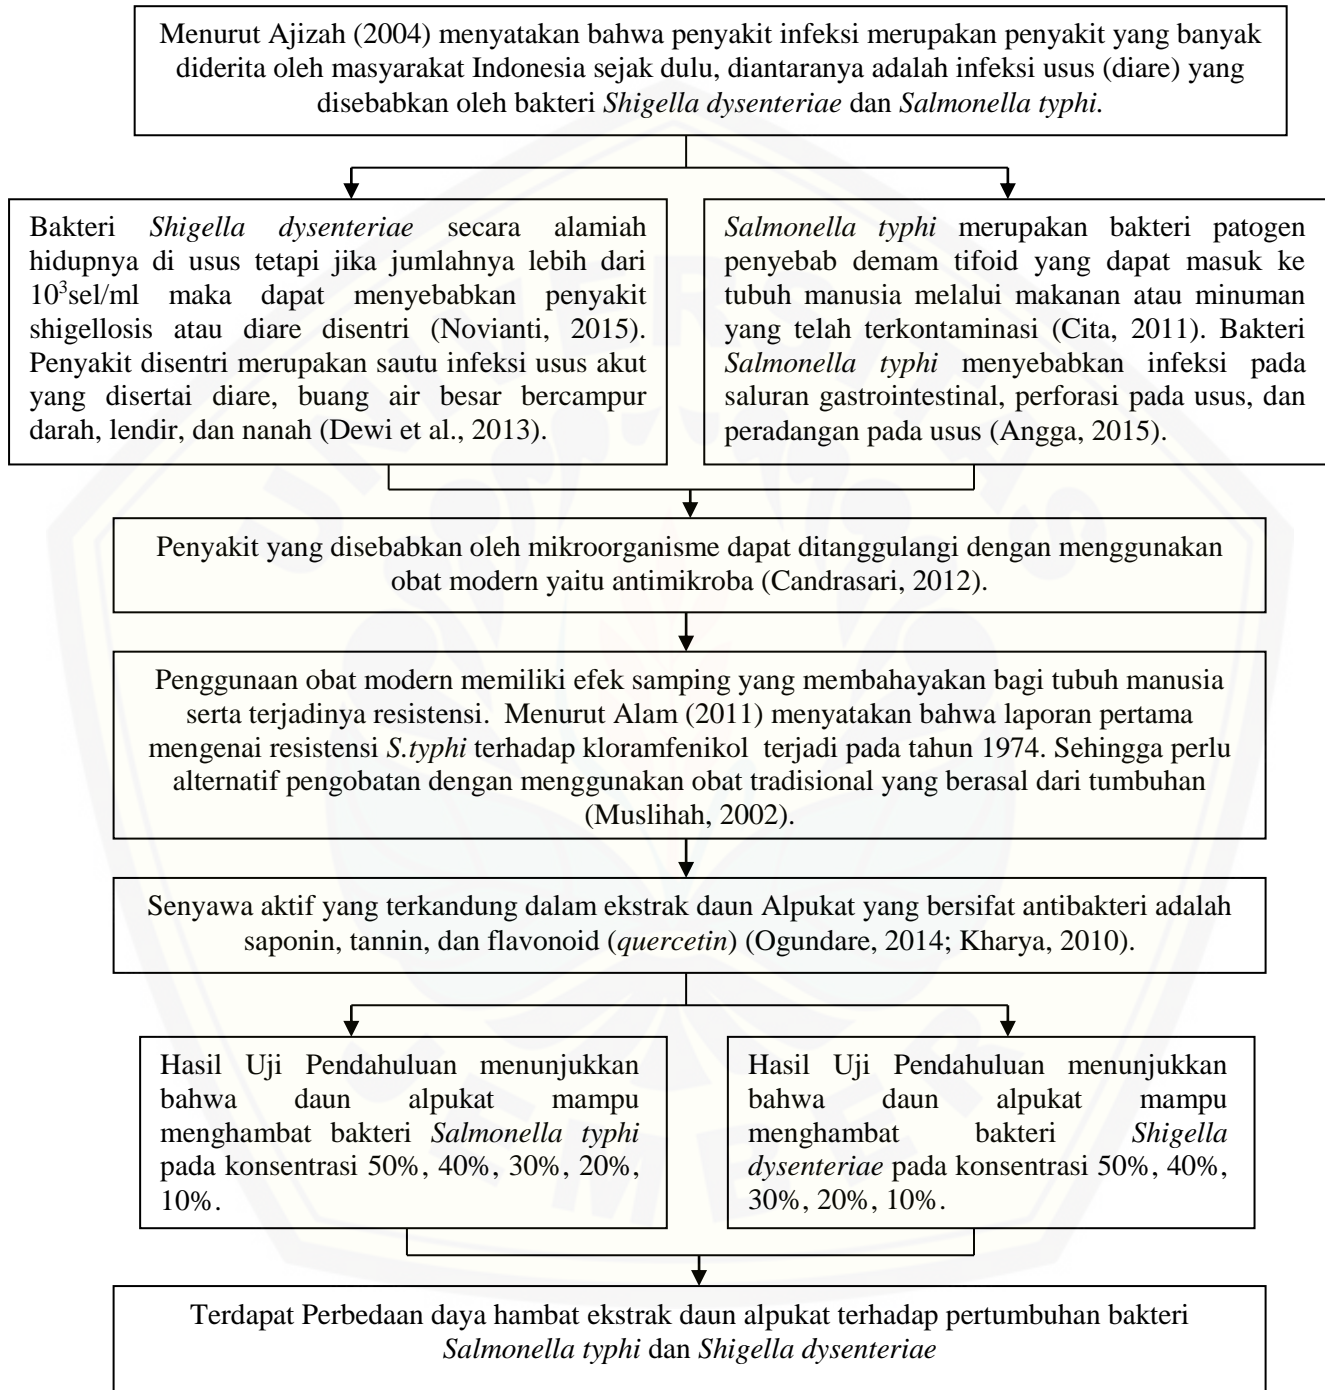 Menurut Ajizah (2004) menyatakan bahwa penyakit infeksi merupakan penyakit yang banyak
diderita oleh masyarakat Indonesia sejak dulu, diantaranya adalah infeksi usus (diare) yang
disebabkan oleh bakteri Shigella dysenteriae dan Salmonella typhi.
Bakteri Shigella dysenteriae secara alamiah
hidupnya di usus tetapi jika jumlahnya lebih dari
10³sel/ml maka dapat menyebabkan penyakit
shigellosis atau diare disentri (Novianti, 2015).
Penyakit disentri merupakan sautu infeksi usus akut
yang disertai diare, buang air besar bercampur
darah, lendir, dan nanah (Dewi et al., 2013).
Salmonella typhi merupakan bakteri patogen
penyebab demam tifoid yang dapat masuk ke
tubuh manusia melalui makanan atau minuman
yang telah terkontaminasi (Cita, 2011). Bakteri
Salmonella typhi menyebabkan infeksi pada
saluran gastrointestinal, perforasi pada usus, dan
peradangan pada usus (Angga, 2015).
Penyakit yang disebabkan oleh mikroorganisme dapat ditanggulangi dengan menggunakan
obat modern yaitu antimikroba (Candrasari, 2012).
Penggunaan obat modern memiliki efek samping yang membahayakan bagi tubuh manusia
serta terjadinya resistensi. Menurut Alam (2011) menyatakan bahwa laporan pertama
mengenai resistensi S.typhi terhadap kloramfenikol terjadi pada tahun 1974. Sehingga perlu
alternatif pengobatan dengan menggunakan obat tradisional yang berasal dari tumbuhan
(Muslihah, 2002).
Senyawa aktif yang terkandung dalam ekstrak daun Alpukat yang bersifat antibakteri adalah
saponin, tannin, dan flavonoid (quercetin) (Ogundare, 2014; Kharya, 2010).
Hasil Uji Pendahuluan menunjukkan
bahwa daun alpukat mampu
menghambat bakteri Salmonella typhi
pada konsentrasi 50%, 40%, 30%, 20%,
10%.
Hasil Uji Pendahuluan menunjukkan
bahwa daun alpukat mampu
menghambat bakteri Shigella
dysenteriae pada konsentrasi 50%, 40%,
30%, 20%, 10%.
Terdapat Perbedaan daya hambat ekstrak daun alpukat terhadap pertumbuhan bakteri
Salmonella typhi dan Shigella dysenteriae
UNIVERSITAS
JEMBER